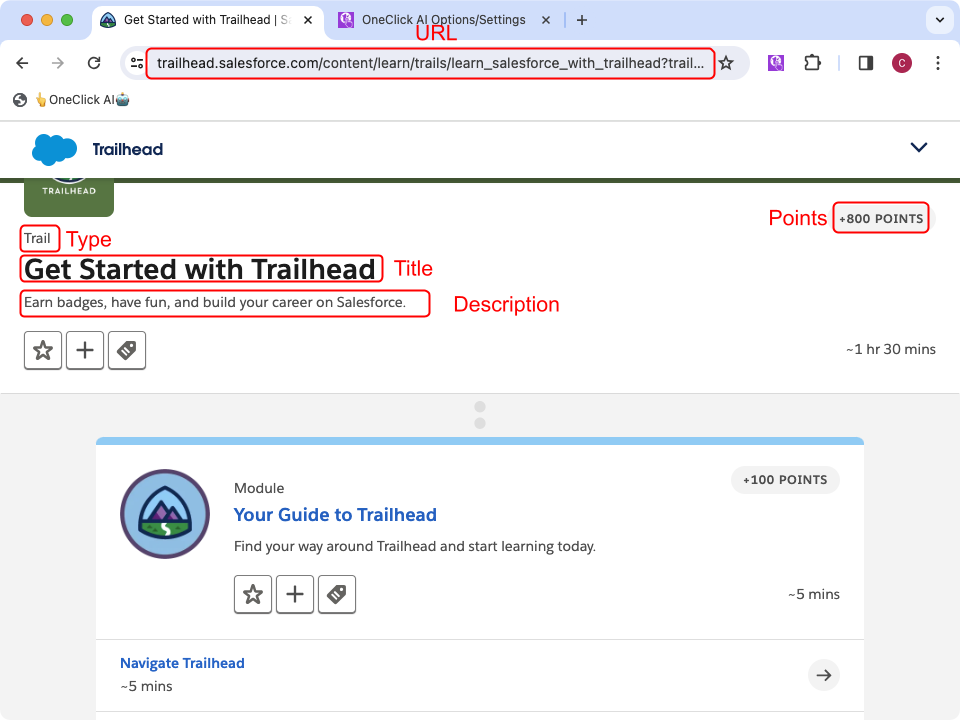 Get Started with Trailhead | S
OneClick AI Options/Settings
URL
trailhead.salesforce.com/content/learn/trails/learn_salesforce_with_trailhead?trail...
C
👆OneClick AI🤖
Trailhead
TRAILHEAD
Points +800 POINTS
Trail Type
Get Started with Trailhead Title
Earn badges, have fun, and build your career on Salesforce. Description
~1 hr 30 mins
+100 POINTS
Module
Your Guide to Trailhead
Find your way around Trailhead and start learning today.
~5 mins
Navigate Trailhead
~5 mins